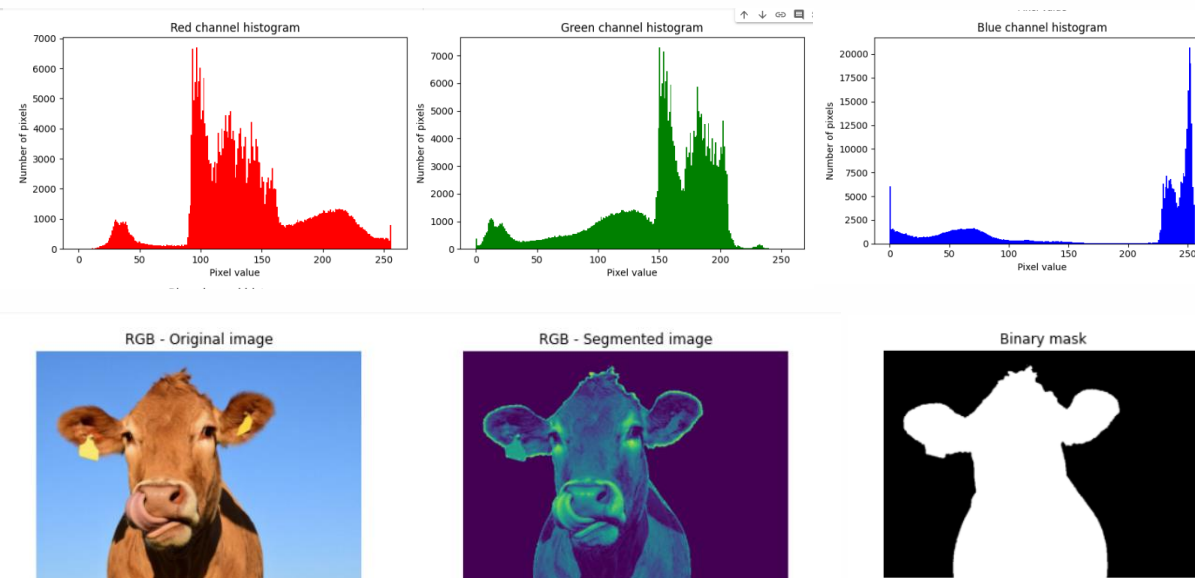 Red channel histogram
Number of pixels
7000
6000
5000
4000
3000
2000
1000
0
0 50 100 150 200 250
Pixel value
Green channel histogram
Number of pixels
7000
6000
5000
4000
3000
2000
1000
0
0 50 100 150 200 250
Pixel value
Blue channel histogram
Number of pixels
20000
17500
15000
12500
10000
7500
5000
2500
0
0 50 100 150 200 250
Pixel value
RGB - Original image
RGB - Segmented image
Binary mask